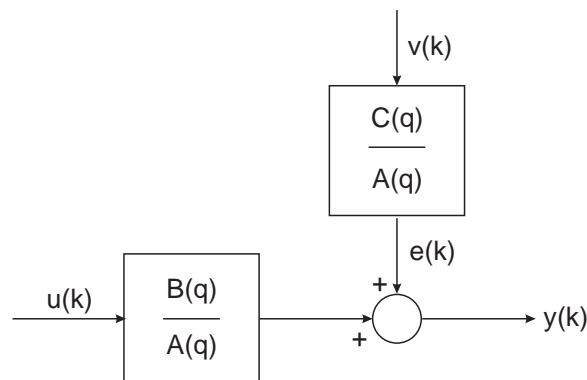 v(k)
C(q)
A(q)
e(k)
+
u(k)
B(q)
A(q)
+
y(k)